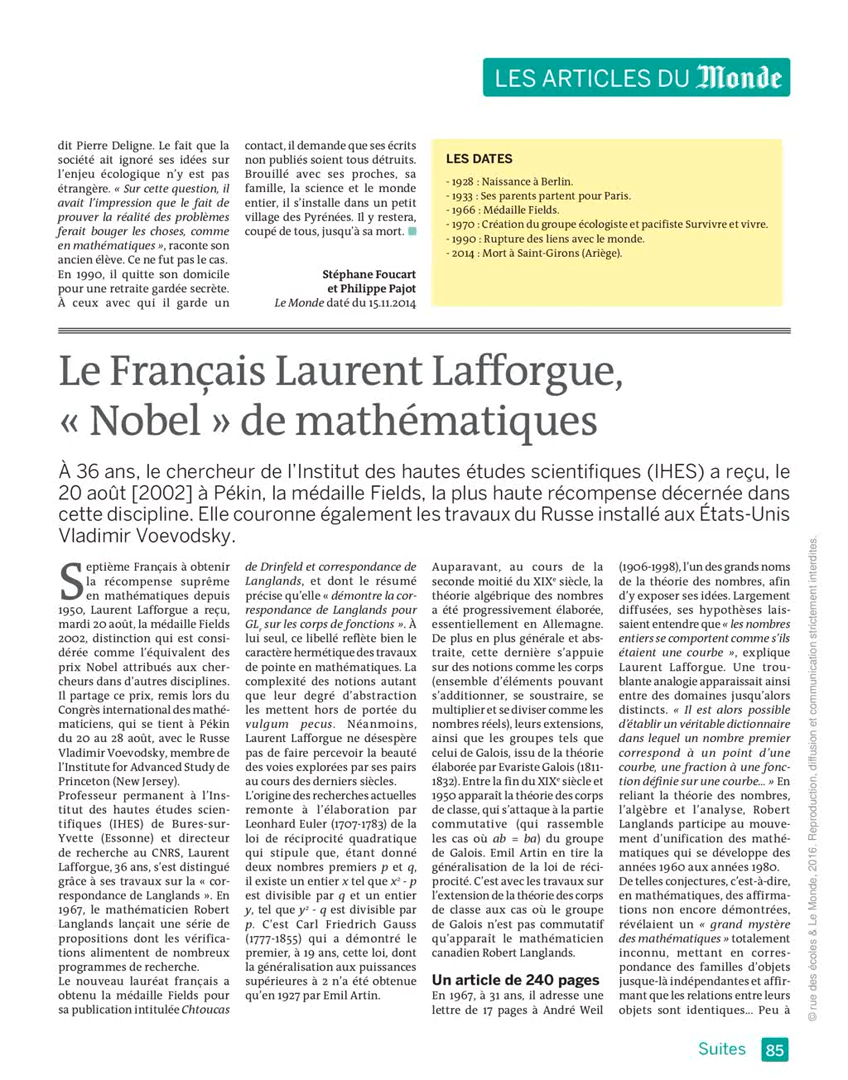 LES ARTICLES DU Monde
dit Pierre Deligne. Le fait que la
société ait ignoré ses idées sur
l'enjeu écologique n'y est pas
étrangère. « Sur cette question, il
avait l'impression que le fait de
prouver la réalité des problèmes
ferait bouger les choses, comme
en mathématiques », raconte son
ancien élève. Ce ne fut pas le cas.
En 1990, il quitte son domicile
pour une retraite gardée secrète.
À ceux avec qui il garde un
contact, il demande que ses écrits
non publiés soient tous détruits.
Brouillé avec ses proches, sa
famille, la science et le monde
entier, il s'installe dans un petit
village des Pyrénées. Il y restera,
coupé de tous, jusqu'à sa mort.
Stéphane Foucart
et Philippe Pajot
Le Monde daté du 15.11.2014
LES DATES
- 1928 : Naissance à Berlin.
- 1933 : Ses parents partent pour Paris.
- 1966 : Médaille Fields.
- 1970 : Création du groupe écologiste et pacifiste Survivre et vivre.
- 1990 : Rupture des liens avec le monde.
- 2014 : Mort à Saint-Girons (Ariège).
Le Français Laurent Lafforgue,
« Nobel » de mathématiques
À 36 ans, le chercheur de l'Institut des hautes études scientifiques (IHES) a reçu, le
20 août [2002] à Pékin, la médaille Fields, la plus haute récompense décernée dans
cette discipline. Elle couronne également les travaux du Russe installé aux États-Unis
Vladimir Voevodsky.
Septième Français à obtenir
la récompense suprême
en mathématiques depuis
1950, Laurent Lafforgue a reçu,
mardi 20 août, la médaille Fields
2002, distinction qui est consi-
dérée comme l'équivalent des
prix Nobel attribués aux cher-
cheurs dans d'autres disciplines.
Il partage ce prix, remis lors du
Congrès international des mathé-
maticiens, qui se tient à Pékin
du 20 au 28 août, avec le Russe
Vladimir Voevodsky, membre de
l'Institute for Advanced Study de
Princeton (New Jersey).
Professeur permanent à l'Ins-
titut des hautes études scien-
tifiques (IHES) de Bures-sur-
Yvette (Essonne) et directeur
de recherche au CNRS, Laurent
Lafforgue, 36 ans, s'est distingué
grâce à ses travaux sur la « cor-
respondance de Langlands ». En
1967, le mathématicien Robert
Langlands lançait une série de
propositions dont les vérifica-
tions alimentent de nombreux
programmes de recherche.
Le nouveau lauréat français a
obtenu la médaille Fields pour
sa publication intitulée Chtoucas
de Drinfeld et correspondance de
Langlands, et dont le résumé
précise qu'elle « démontre la cor-
respondance de Langlands pour
GLr sur les corps de fonctions ». À
lui seul, ce libellé reflète bien le
caractère hermétique des travaux
de pointe en mathématiques. La
complexité des notions autant
que leur degré d'abstraction
les mettent hors de portée du
vulgum pecus. Néanmoins,
Laurent Lafforgue ne désespère
pas de faire percevoir la beauté
des voies explorées par ses pairs
au cours des derniers siècles.
L'origine des recherches actuelles
remonte à l'élaboration par
Leonhard Euler (1707-1783) de la
loi de réciprocité quadratique
qui stipule que, étant donné
deux nombres premiers p et q,
il existe un entier x tel que x² - p
est divisible par q et un entier
y, tel que y² - q est divisible par
p. C'est Carl Friedrich Gauss
(1777-1855) qui a démontré le
premier, à 19 ans, cette loi, dont
la généralisation aux puissances
supérieures à 2 n'a été obtenue
qu'en 1927 par Emil Artin.
Auparavant, au cours de la
seconde moitié du XIXe siècle, la
théorie algébrique des nombres
a été progressivement élaborée,
essentiellement en Allemagne.
De plus en plus générale et abs-
traite, cette dernière s'appuie
sur des notions comme les corps
(ensemble d'éléments pouvant
s'additionner, se soustraire, se
multiplier et se diviser comme les
nombres réels), leurs extensions,
ainsi que les groupes tels que
celui de Galois, issu de la théorie
élaborée par Evariste Galois (1811-
1832). Entre la fin du XIXe siècle et
1950 apparaît la théorie des corps
de classe, qui s'attaque à la partie
commutative (qui rassemble
les cas où ab = ba) du groupe
de Galois. Emil Artin en tire la
généralisation de la loi de réci-
procité. C'est avec les travaux sur
l'extension de la théorie des corps
de classe aux cas où le groupe
de Galois n'est pas commutatif
qu'apparaît le mathématicien
canadien Robert Langlands.
Un article de 240 pages
En 1967, à 31 ans, il adresse une
lettre de 17 pages à André Weil
(1906-1998), l'un des grands noms
de la théorie des nombres, afin
d'y exposer ses idées. Largement
diffusées, ses hypothèses lais-
saient entendre que « les nombres
entiers se comportent comme s'ils
étaient une courbe », explique
Laurent Lafforgue. Une trou-
blante analogie apparaissait ainsi
entre des domaines jusqu'alors
distincts. « Il est alors possible
d'établir un véritable dictionnaire
dans lequel un nombre premier
correspond à un point d'une
courbe, une fraction à une fonc-
tion définie sur une courbe... » En
reliant la théorie des nombres,
l'algèbre et l'analyse, Robert
Langlands participe au mouve-
ment d'unification des mathé-
matiques qui se développe des
années 1960 aux années 1980.
De telles conjectures, c'est-à-dire,
en mathématiques, des affirma-
tions non encore démontrées,
révélaient un « grand mystère
des mathématiques » totalement
inconnu, mettant en corres-
pondance des familles d'objets
jusque-là indépendantes et affir-
mant que les relations entre leurs
objets sont identiques... Peu à
© rue des écoles & Le Monde, 2016. Reproduction, diffusion et communication strictement interdites.
Suites 85